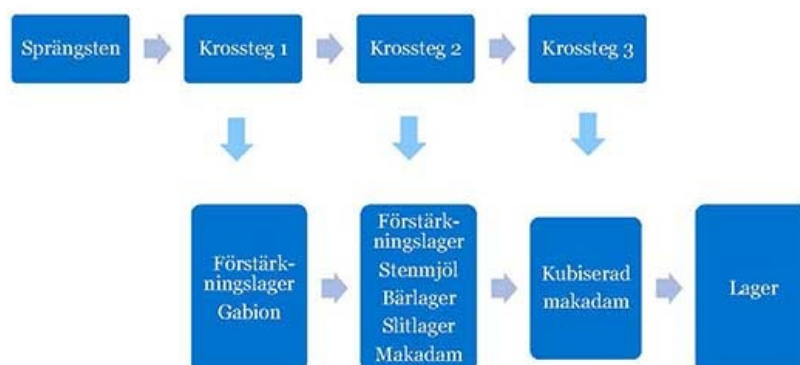 Sprängsten
Krossteg 1
Krossteg 2
Krossteg 3
Förstärk-
ningslager
Gabion
Förstärk-
ningslager
Stenmjöl
Bärlager
Slitlager
Makadam
Kubiserad
makadam
Lager